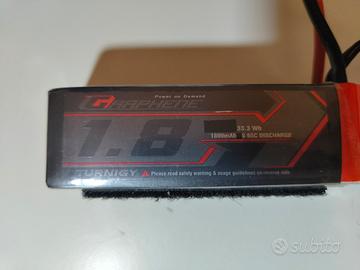 Power on Demand
GRAPHENE
1.8
33.3 Wh
1800mAh 65C DISCHARGE
TURNIGY Please read safety warning & usage guidelines on reverse side
subito